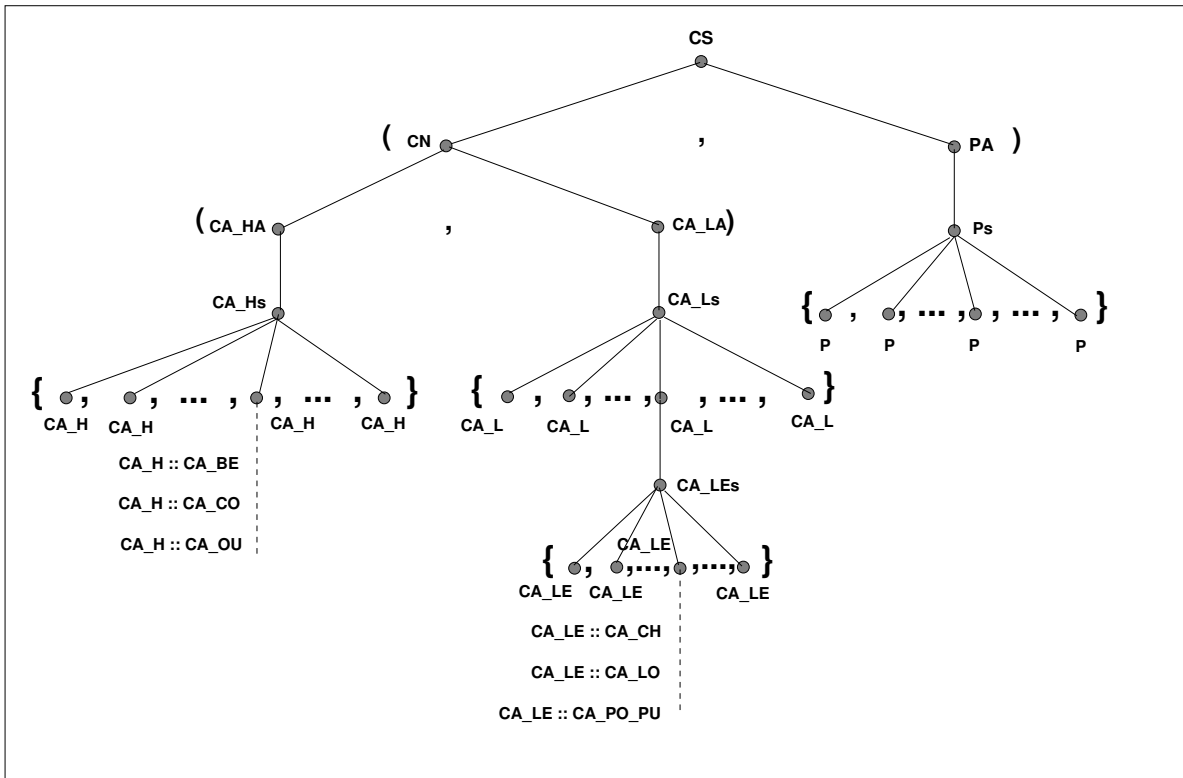 CS
( CN , PA )
( CA_HA , CA_LA )
Ps
CA_Hs
CA_Ls
{ , , ... , , ... , }
P P P P
{ , , ... , , ... , }
{ , , ... , , ... , }
CA_H CA_H CA_H CA_H
CA_L CA_L CA_L CA_L
CA_H :: CA_BE
CA_H :: CA_CO
CA_H :: CA_OU
CA_LEs
CA_LE
{ , ,..., ,..., }
CA_LE CA_LE CA_LE
CA_LE :: CA_CH
CA_LE :: CA_LO
CA_LE :: CA_PO_PU